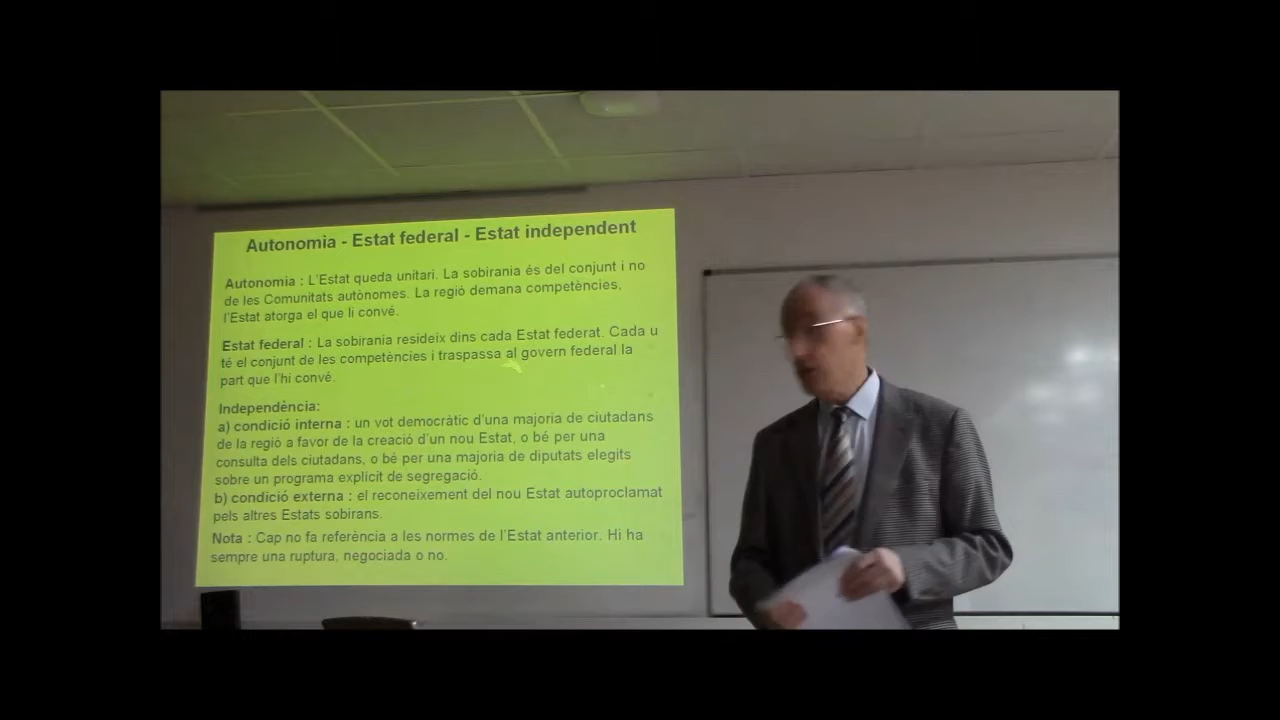 Autonomia - Estat federal - Estat independent
Autonomia : L'Estat queda unitari. La sobirania és del conjunt i no
de les Comunitats autònomes. La regió demana competències,
l'Estat atorga el que li convé.
Estat federal : La sobirania resideix dins cada Estat federat. Cada u
té el conjunt de les competències i traspassa al govern federal la
part que l'hi convé.
Independència:
a) condició interna : un vot democràtic d'una majoria de ciutadans
de la regió a favor de la creació d'un nou Estat, o bé per una
consulta dels ciutadans, o bé per una majoria de diputats elegits
sobre un programa explícit de segregació.
b) condició externa : el reconeixement del nou Estat autoproclamat
pels altres Estats sobirans.
Nota : Cap no fa referència a les normes de l'Estat anterior. Hi ha
sempre una ruptura, negociada o no.